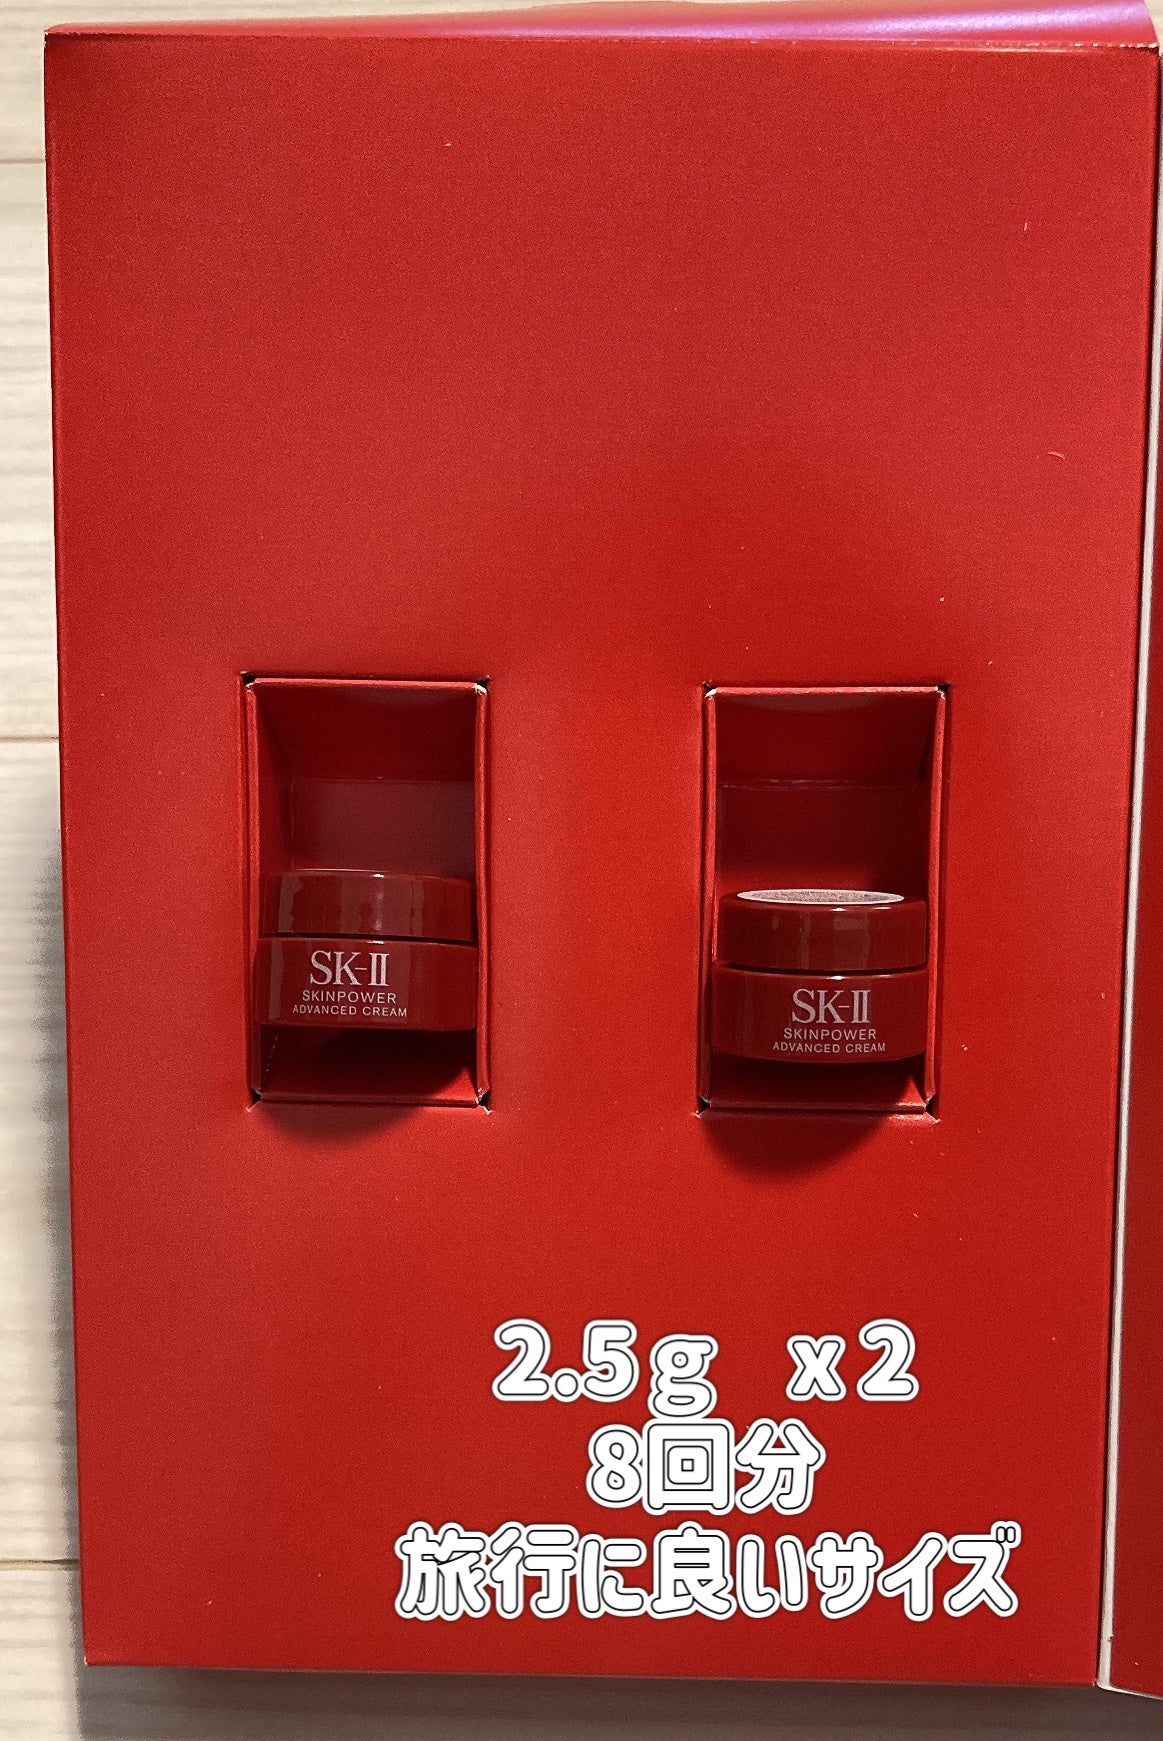 SK-II
SKINPOWER
ADVANCED CREAM
SK-II
SKINPOWER
ADVANCED CREAM
2.5g x2
8回分
旅行に良いサイズ